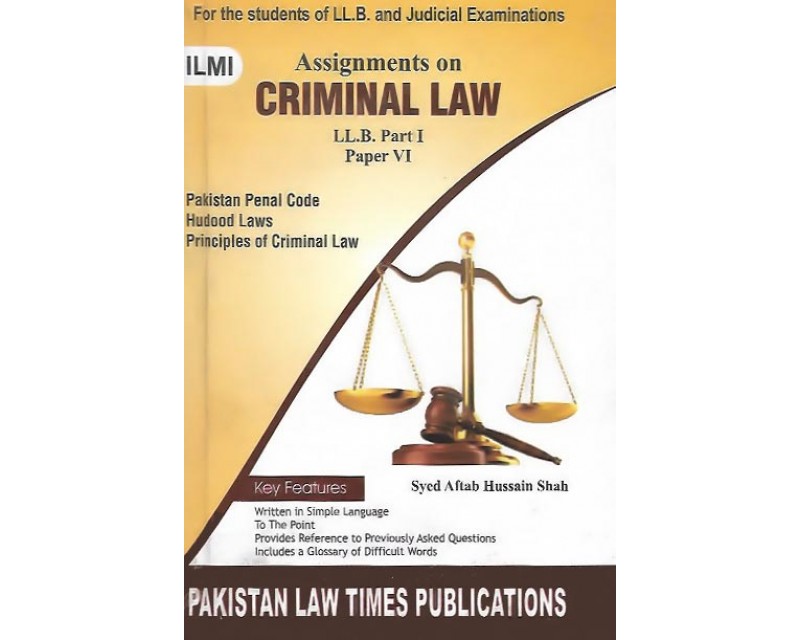 For the students of LL.B. and Judicial Examinations
ILMI
Assignments on
CRIMINAL LAW
LL.B. Part I
Paper VI
Pakistan Penal Code
Hudood Laws
Principles of Criminal Law
Key Features
Syed Aftab Hussain Shah
Written in Simple Language
To The Point
Provides Reference to Previously Asked Questions
Includes a Glossary of Difficult Words
PAKISTAN LAW TIMES PUBLICATIONS